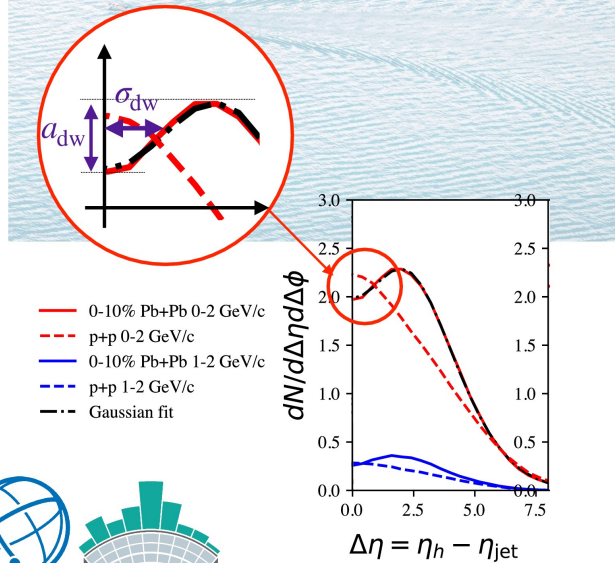 σdw
adw
0-10% Pb+Pb 0-2 GeV/c
p+p 0-2 GeV/c
0-10% Pb+Pb 1-2 GeV/c
p+p 1-2 GeV/c
Gaussian fit
dN/dΔηdΔϕ
3.0
2.5
2.0
1.5
1.0
0.5
0.0
3.0
2.5
2.0
1.5
1.0
0.5
0.0
0.0 2.5 5.0 7.5
Δη = ηh − ηjet